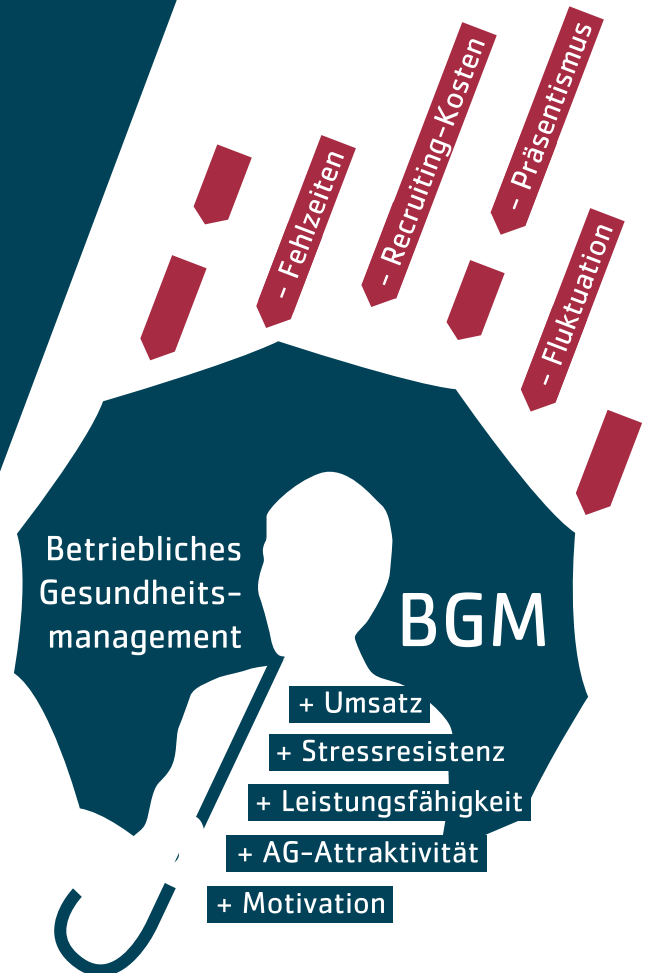 - Fehlzeiten
- Recruiting-Kosten
- Präsentismus
- Fluktuation
Betriebliches
Gesundheits-
management
BGM
+ Umsatz
+ Stressresistenz
+ Leistungsfähigkeit
+ AG-Attraktivität
+ Motivation